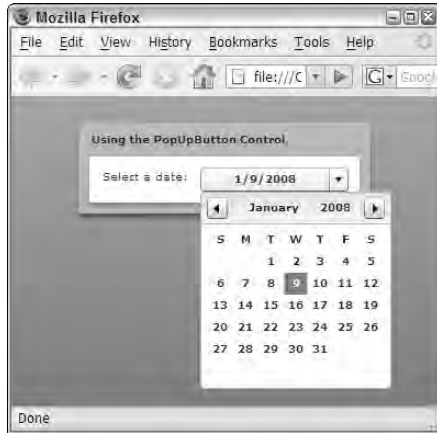 Mozilla Firefox
File Edit View History Bookmarks Tools Help
file:///C G Goog
Using the PopUpButton Control
Select a date: 1/9/2008
January 2008
S M T W T F S
1 2 3 4 5
6 7 8 9 10 11 12
13 14 15 16 17 18 19
20 21 22 23 24 25 26
27 28 29 30 31
Done